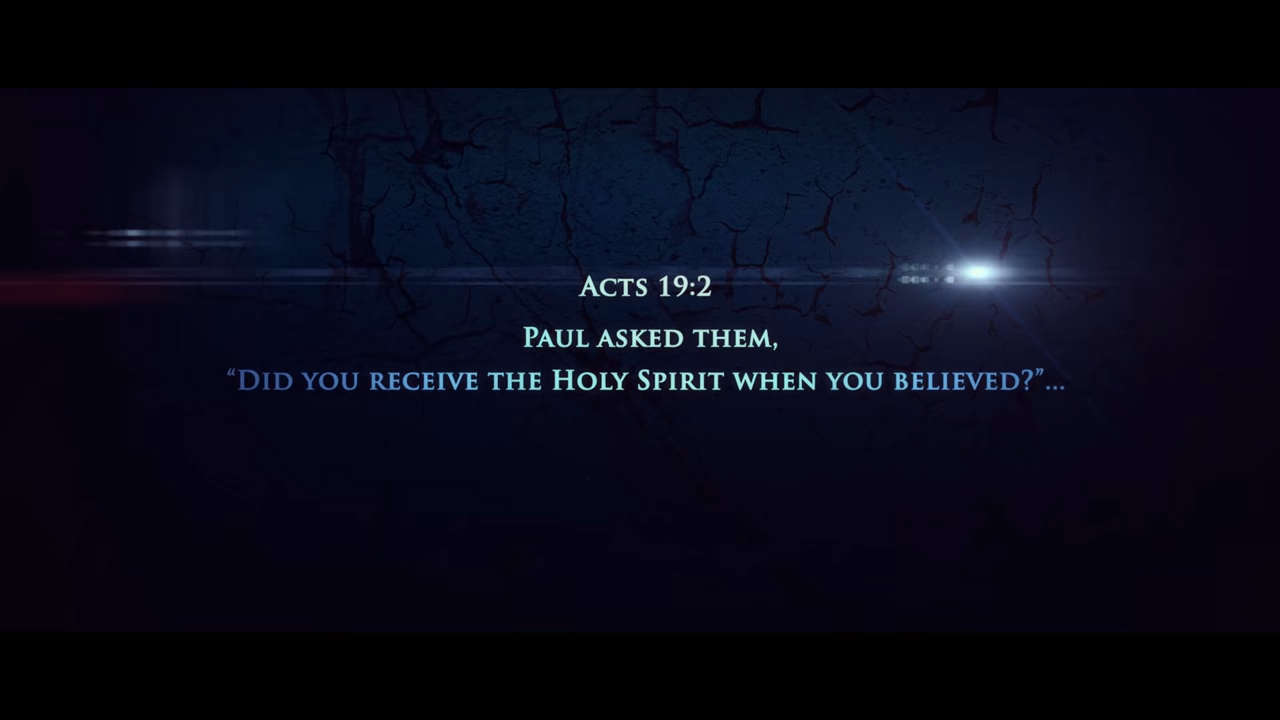 Acts 19:2
Paul asked them,
“Did you receive the Holy Spirit when you believed?”...